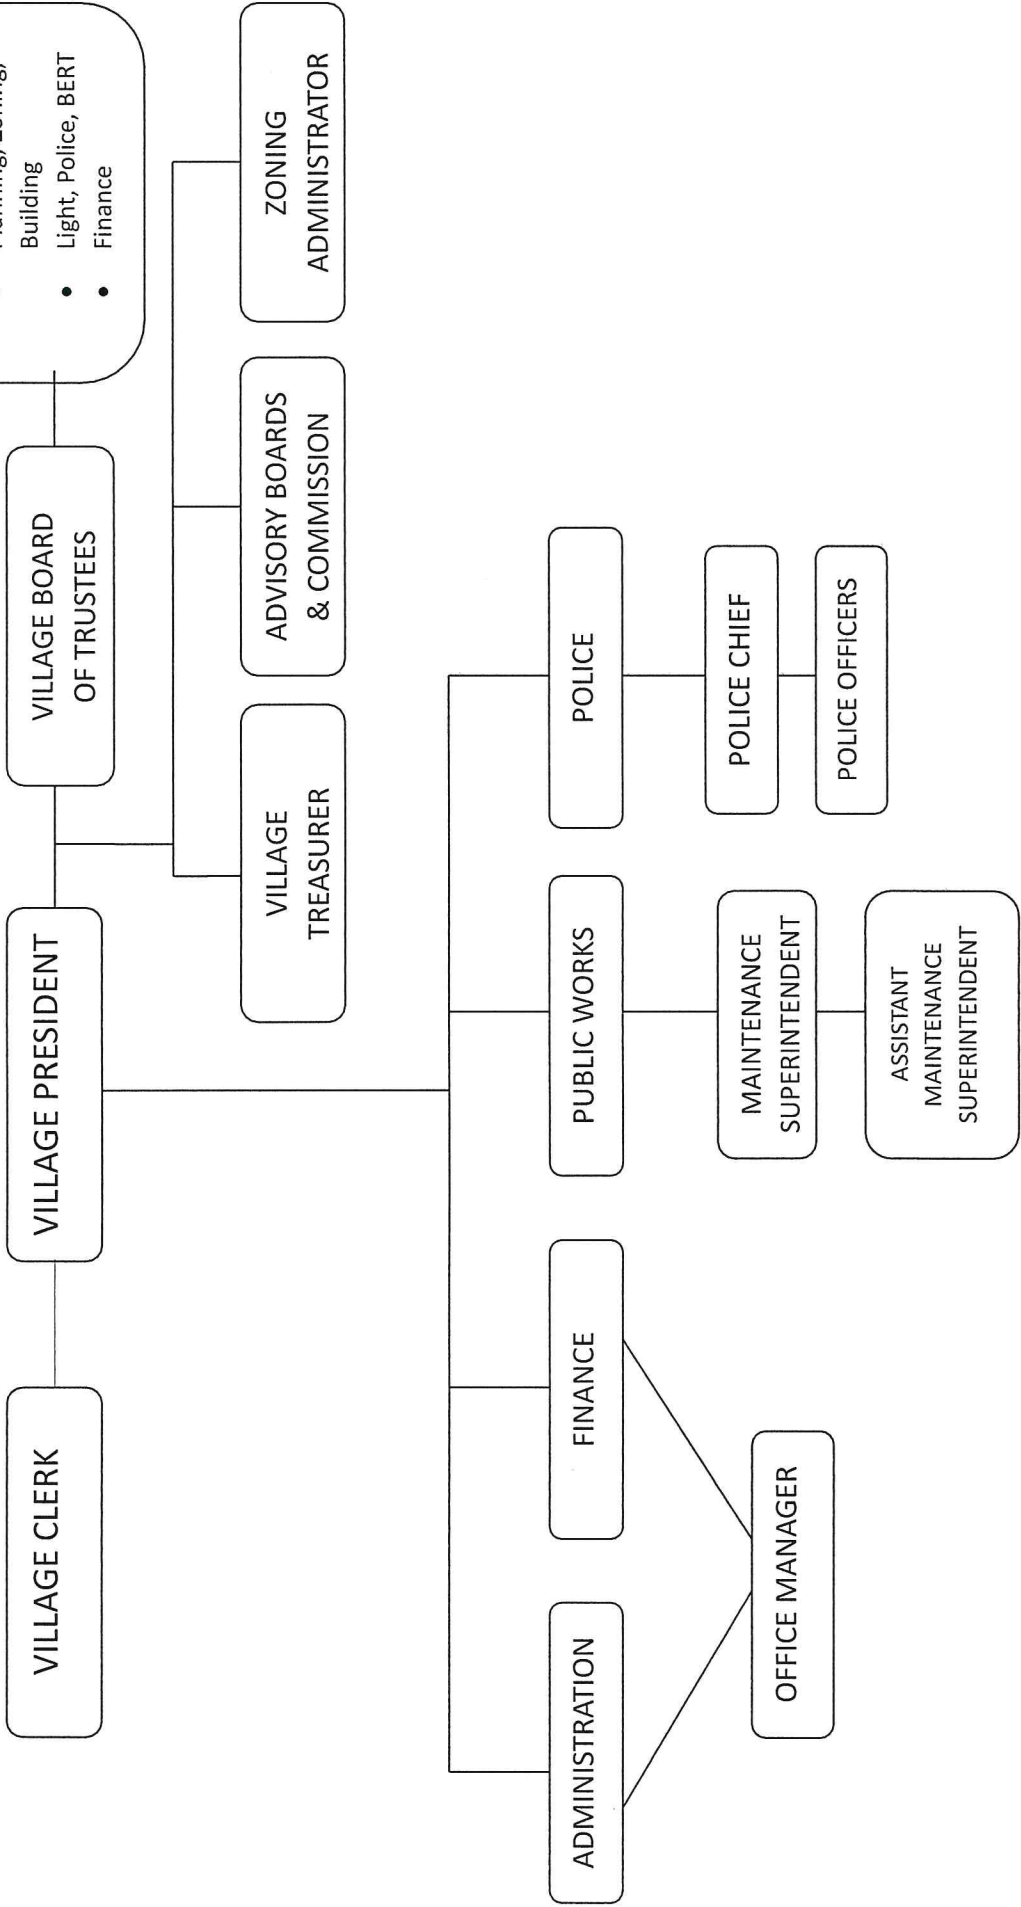 Building
• Light, Police, BERT
• Finance
VILLAGE CLERK
VILLAGE PRESIDENT
VILLAGE BOARD
OF TRUSTEES
VILLAGE
TREASURER
ADVISORY BOARDS
& COMMISSION
ZONING
ADMINISTRATOR
ADMINISTRATION
FINANCE
PUBLIC WORKS
POLICE
OFFICE MANAGER
MAINTENANCE
SUPERINTENDENT
POLICE CHIEF
ASSISTANT
MAINTENANCE
SUPERINTENDENT
POLICE OFFICERS